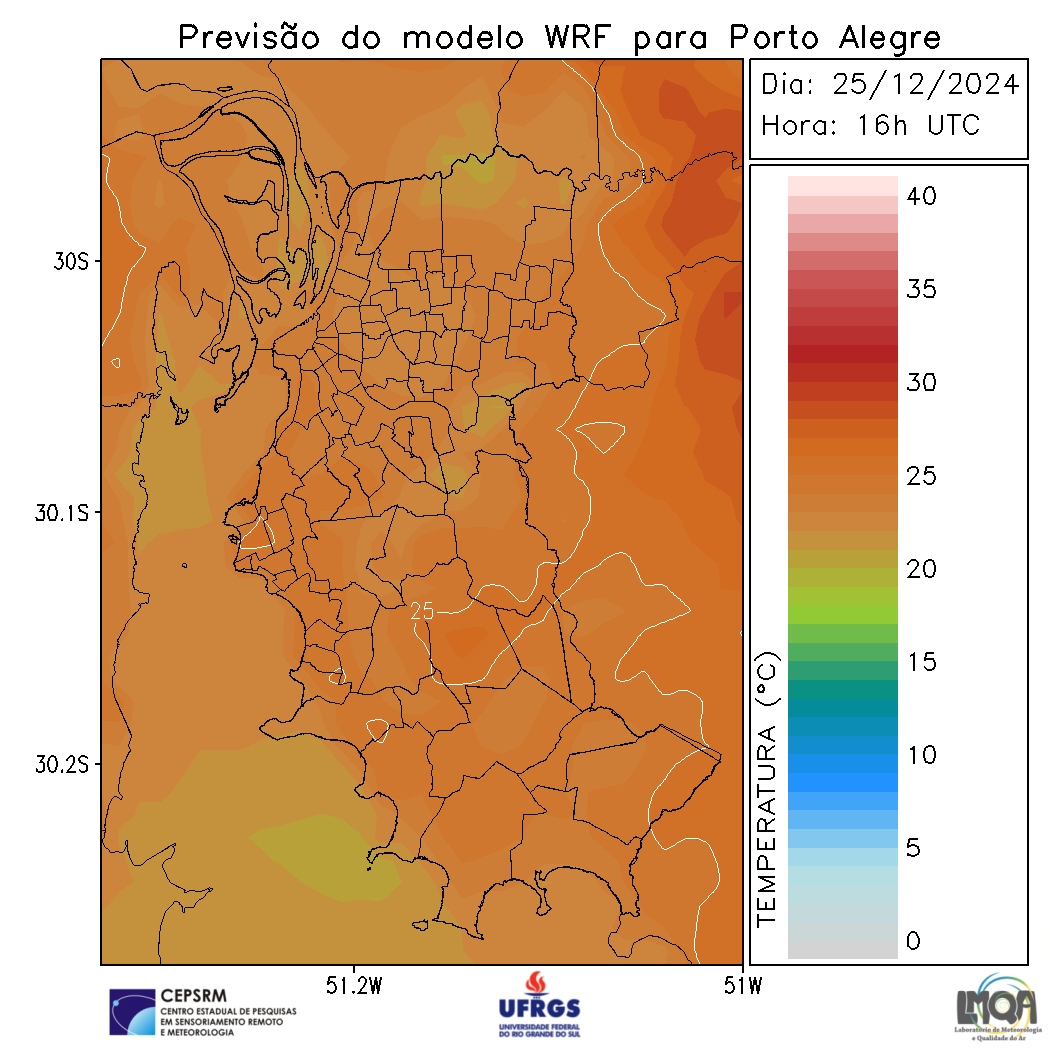 Previsão do modelo WRF para Porto Alegre
Dia: 25/12/2024
Hora: 16h UTC
40
35
30
25
20
15
10
5
0
TEMPERATURA (°C)
30S
30.1S
30.2S
25
51.2W
51W
CEPSRM
CENTRO ESTADUAL DE PESQUISAS
EM SENSORIAMENTO REMOTO
E METEOROLOGIA
UFRGS
UNIVERSIDADE FEDERAL
DO RIO GRANDE DO SUL
LMQA
Laboratório de Meteorologia
e Qualidade do Ar